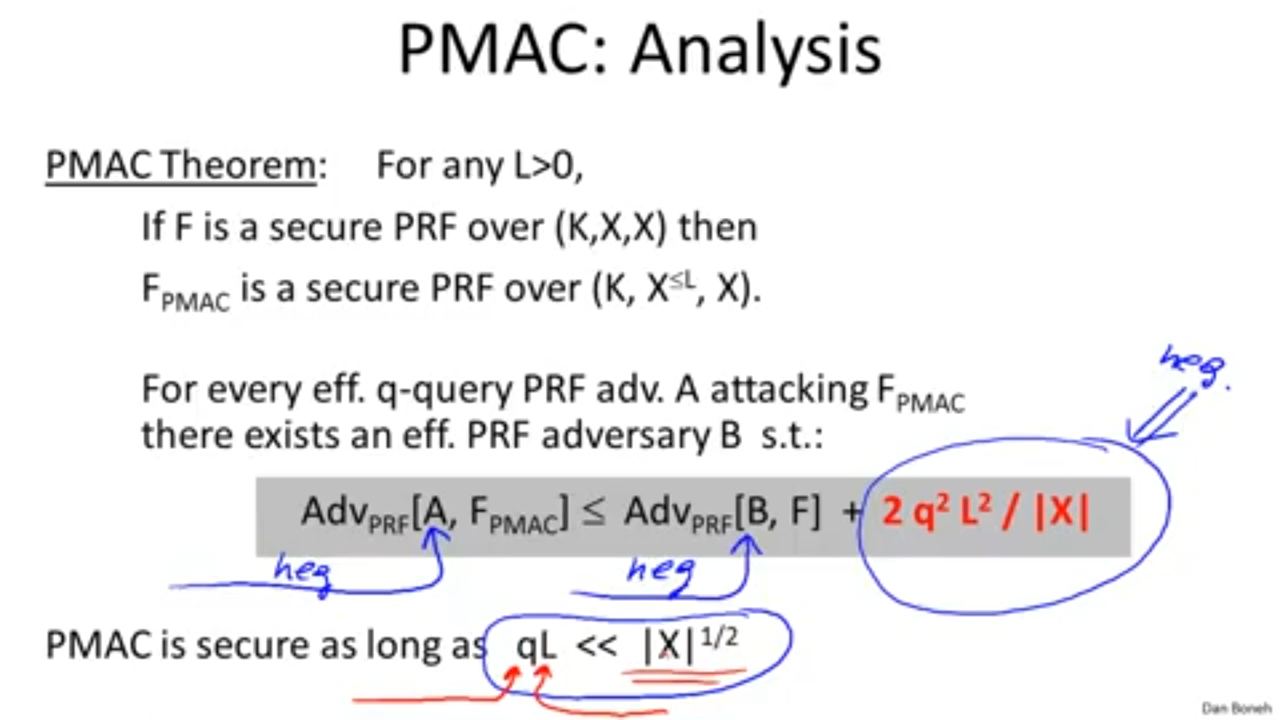 PMAC: Analysis
PMAC Theorem: For any L>0,
If F is a secure PRF over (K,X,X) then
F_PMAC is a secure PRF over (K, X^≤L, X).
neg.
For every eff. q-query PRF adv. A attacking F_PMAC
there exists an eff. PRF adversary B s.t.:
Adv_PRF[A, F_PMAC] ≤ Adv_PRF[B, F] + 2 q² L² / |X|
neg neg
PMAC is secure as long as qL << |X|^1/2
Dan Boneh